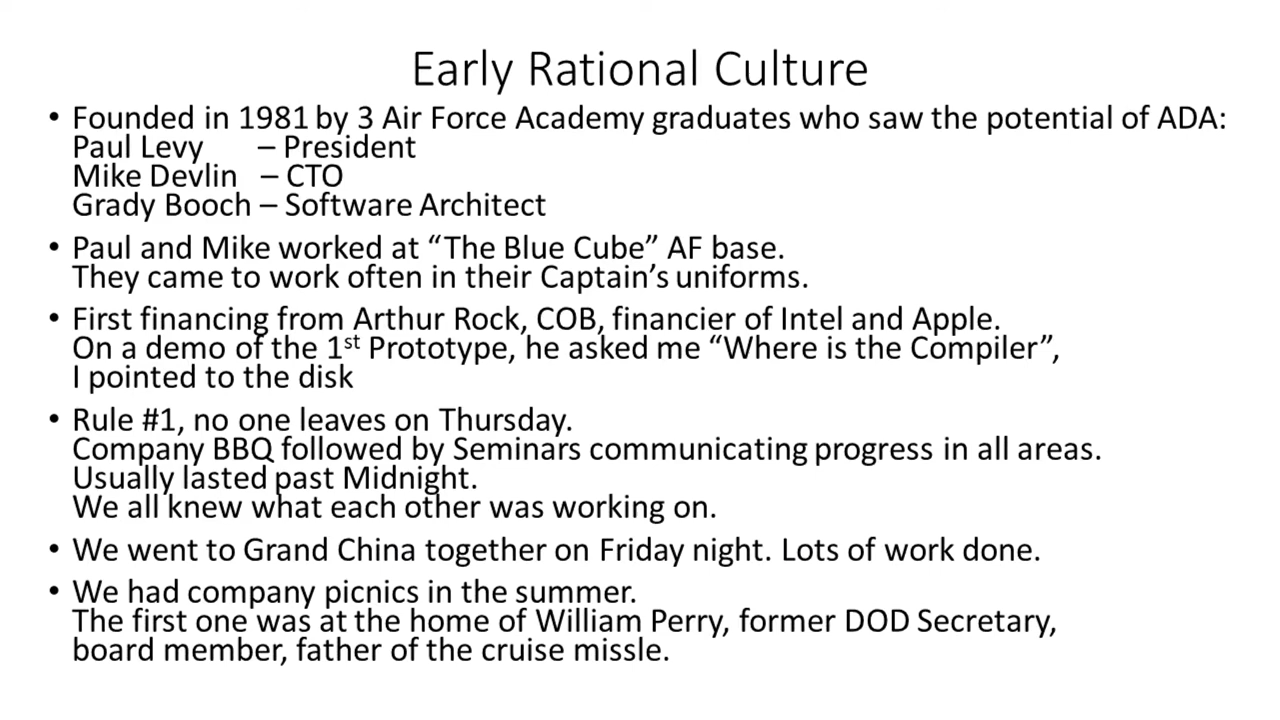 Early Rational Culture
• Founded in 1981 by 3 Air Force Academy graduates who saw the potential of ADA:
Paul Levy – President
Mike Devlin – CTO
Grady Booch – Software Architect
• Paul and Mike worked at “The Blue Cube” AF base.
They came to work often in their Captain’s uniforms.
• First financing from Arthur Rock, COB, financier of Intel and Apple.
On a demo of the 1st Prototype, he asked me “Where is the Compiler”,
I pointed to the disk
• Rule #1, no one leaves on Thursday.
Company BBQ followed by Seminars communicating progress in all areas.
Usually lasted past Midnight.
We all knew what each other was working on.
• We went to Grand China together on Friday night. Lots of work done.
• We had company picnics in the summer.
The first one was at the home of William Perry, former DOD Secretary,
board member, father of the cruise missle.